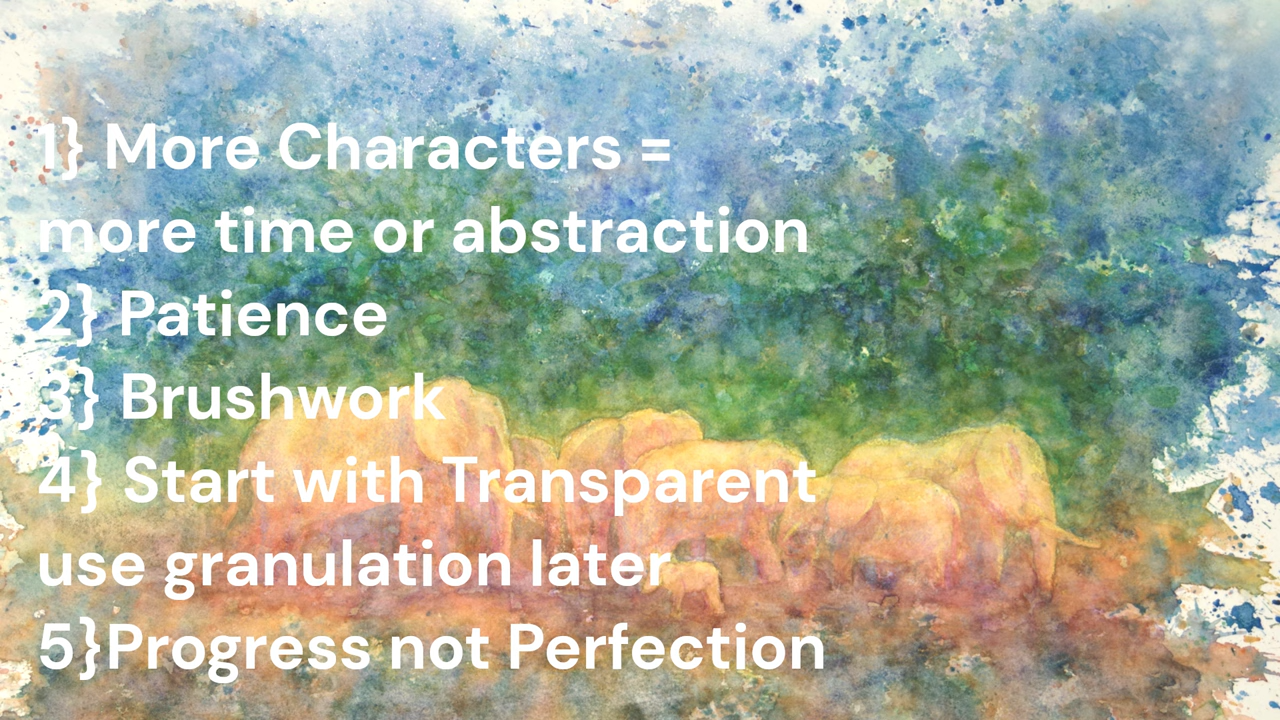 1} More Characters =
more time or abstraction
2} Patience
3} Brushwork
4} Start with Transparent
use granulation later
5}Progress not Perfection